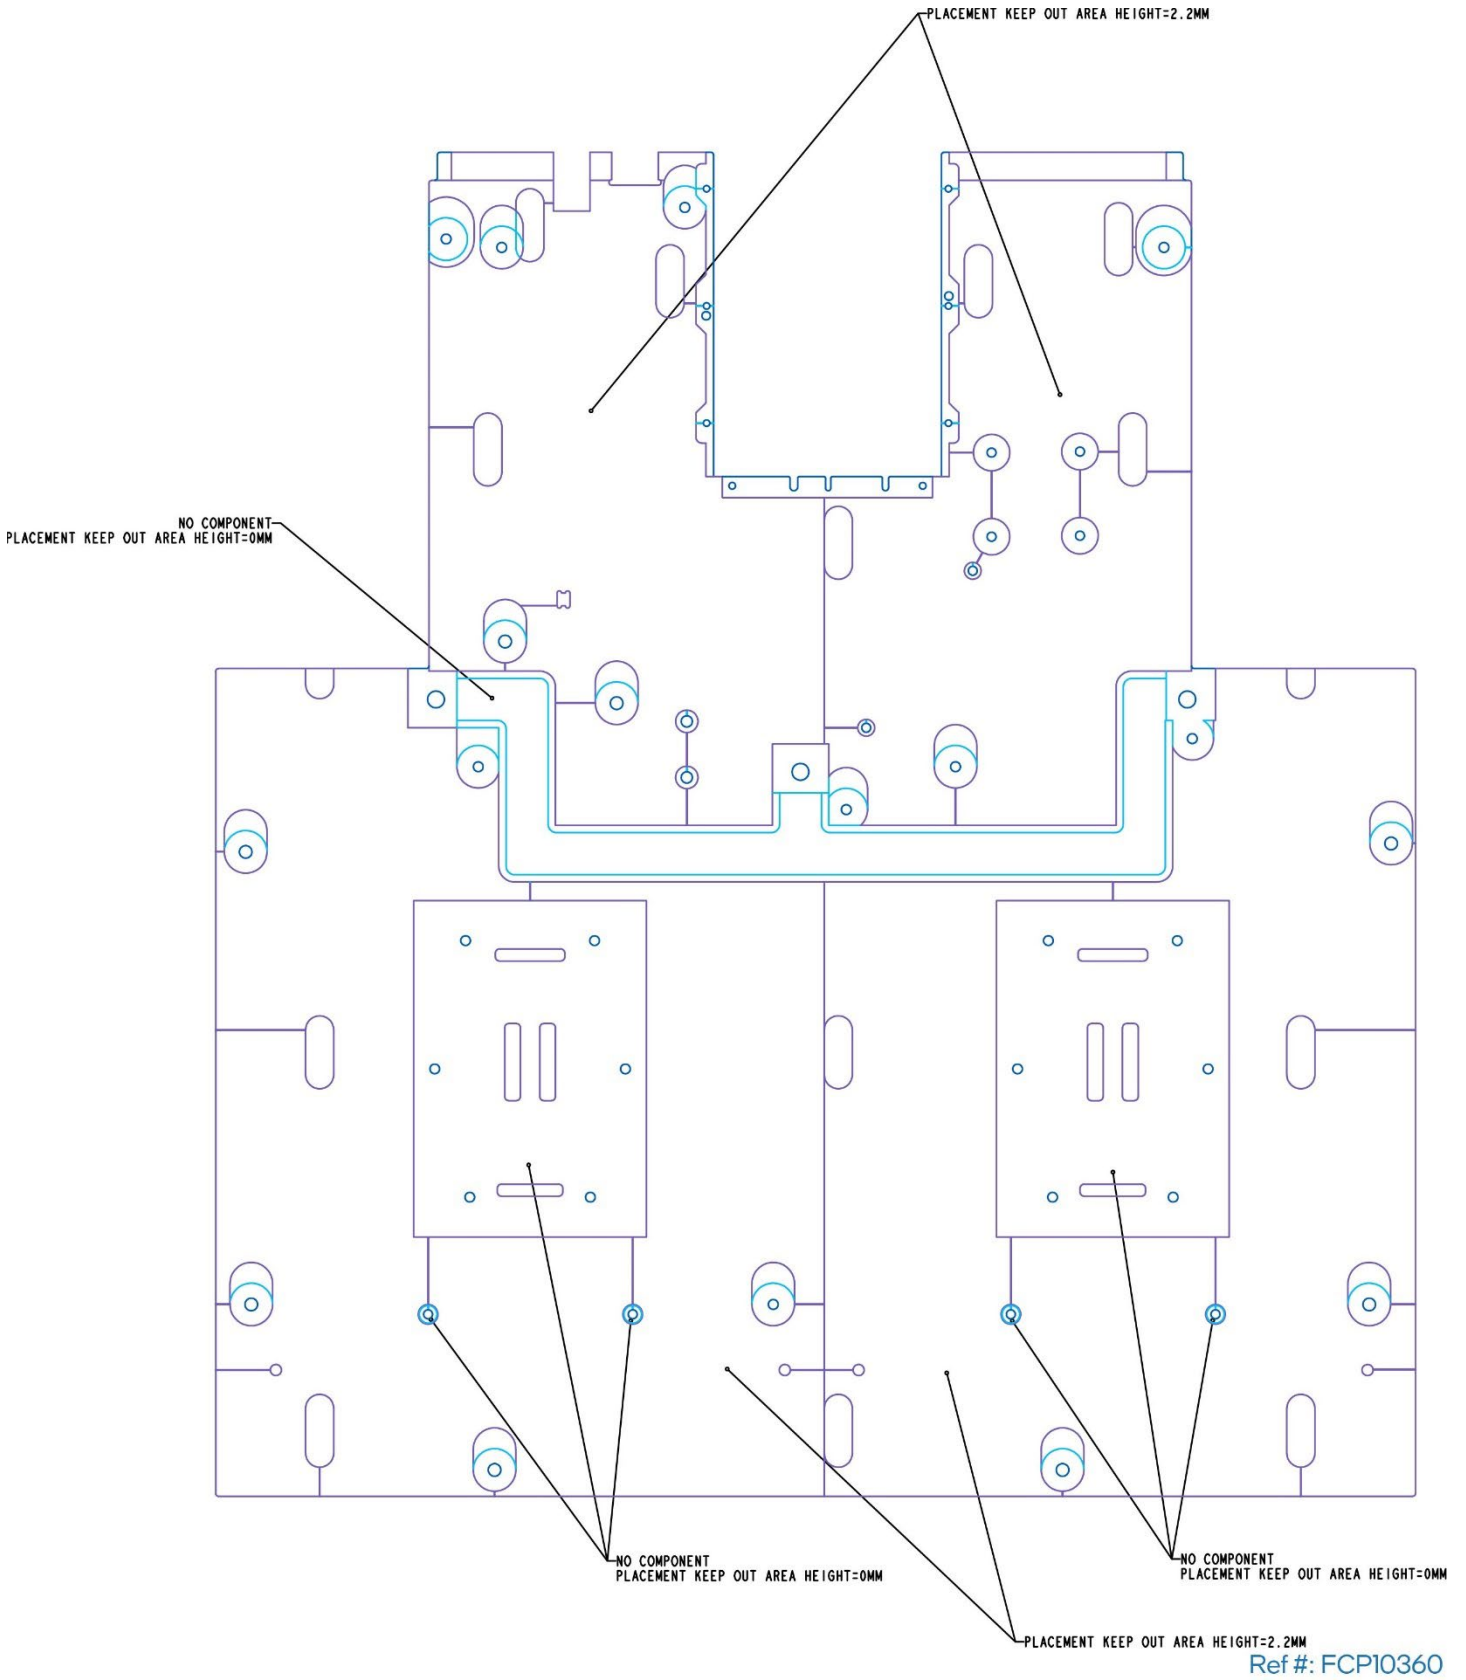 PLACEMENT KEEP OUT AREA HEIGHT=2.2MM
NO COMPONENT
PLACEMENT KEEP OUT AREA HEIGHT=0MM
NO COMPONENT
PLACEMENT KEEP OUT AREA HEIGHT=0MM
NO COMPONENT
PLACEMENT KEEP OUT AREA HEIGHT=0MM
PLACEMENT KEEP OUT AREA HEIGHT=2.2MM
Ref #: FCP10360